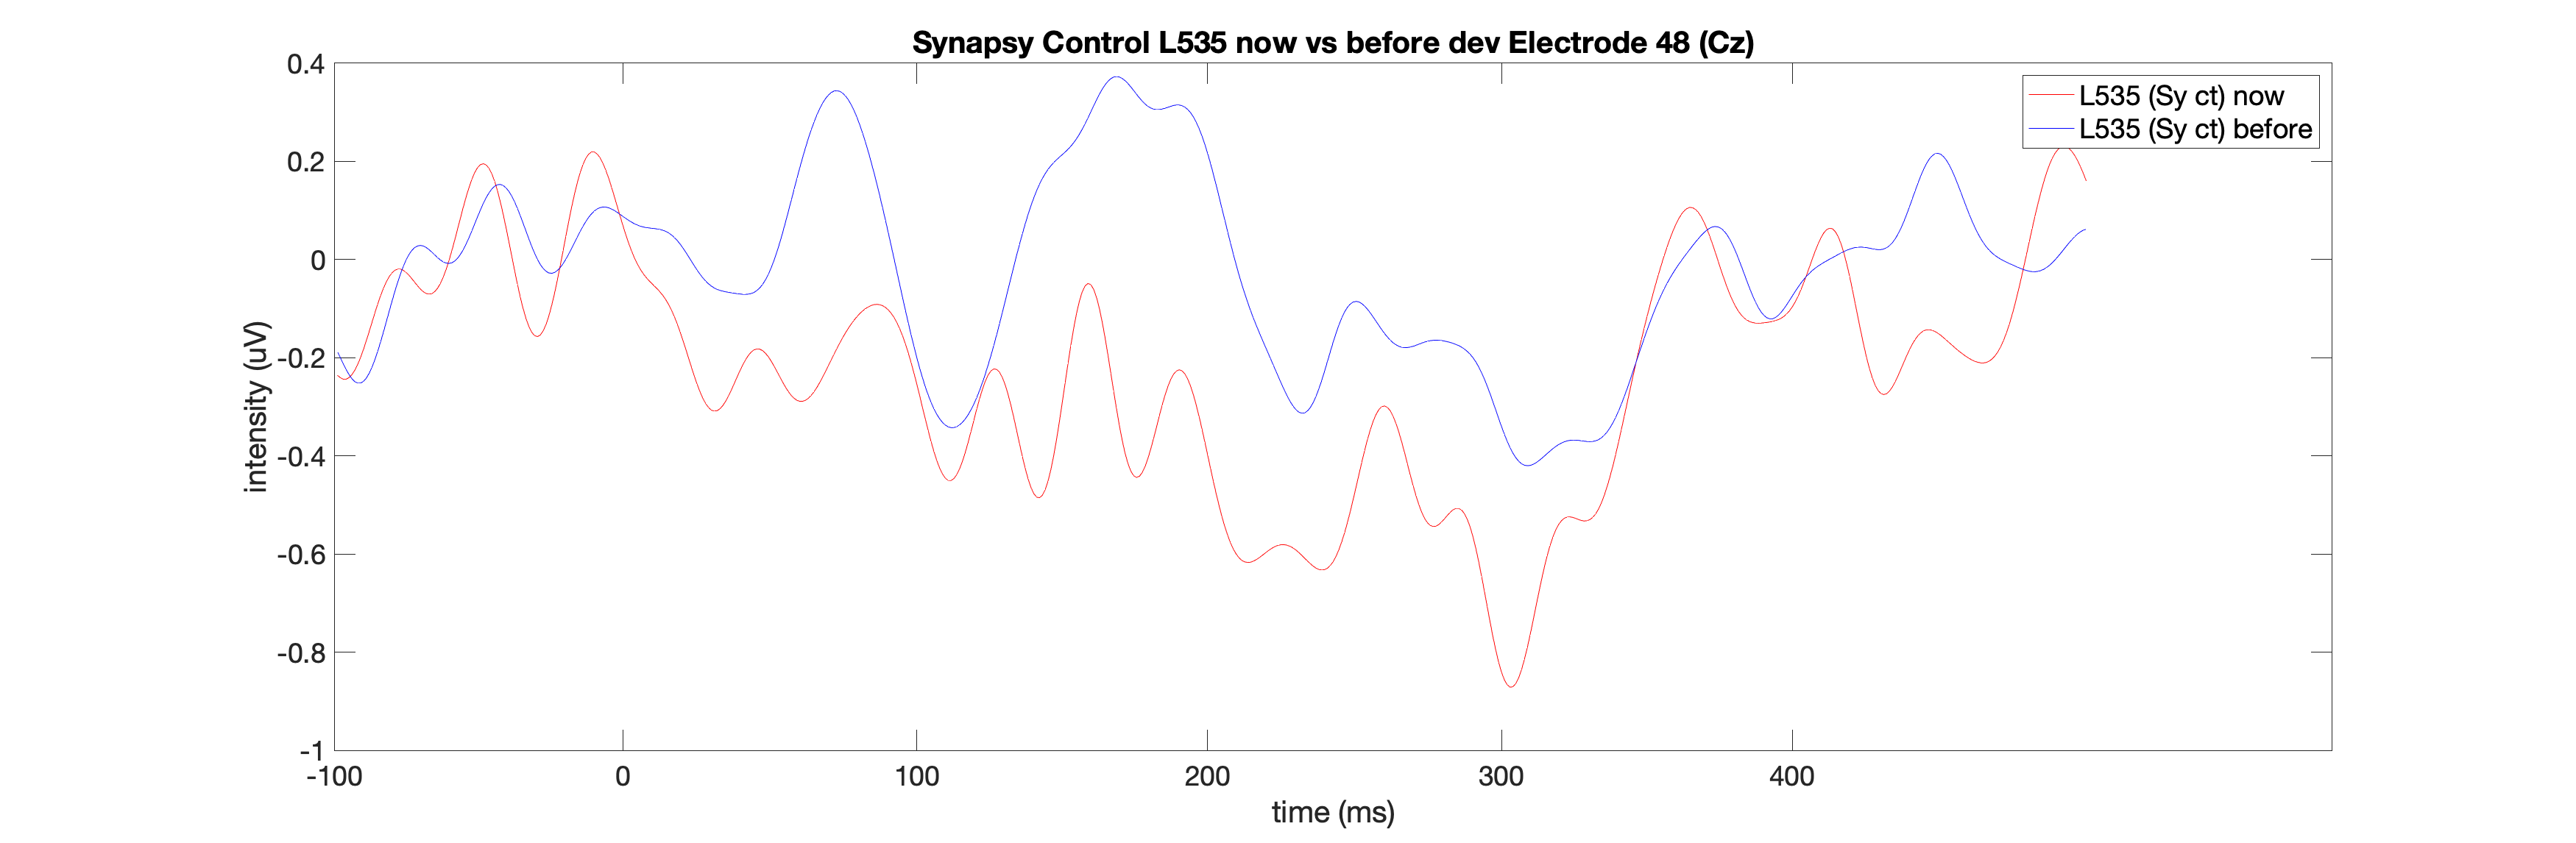 Synapsy Control L535 now vs before dev Electrode 48 (Cz)
L535 (Sy ct) now
L535 (Sy ct) before
intensity (uV)
0.4
0.2
0
-0.2
-0.4
-0.6
-0.8
-1
-100 0 100 200 300 400
time (ms)